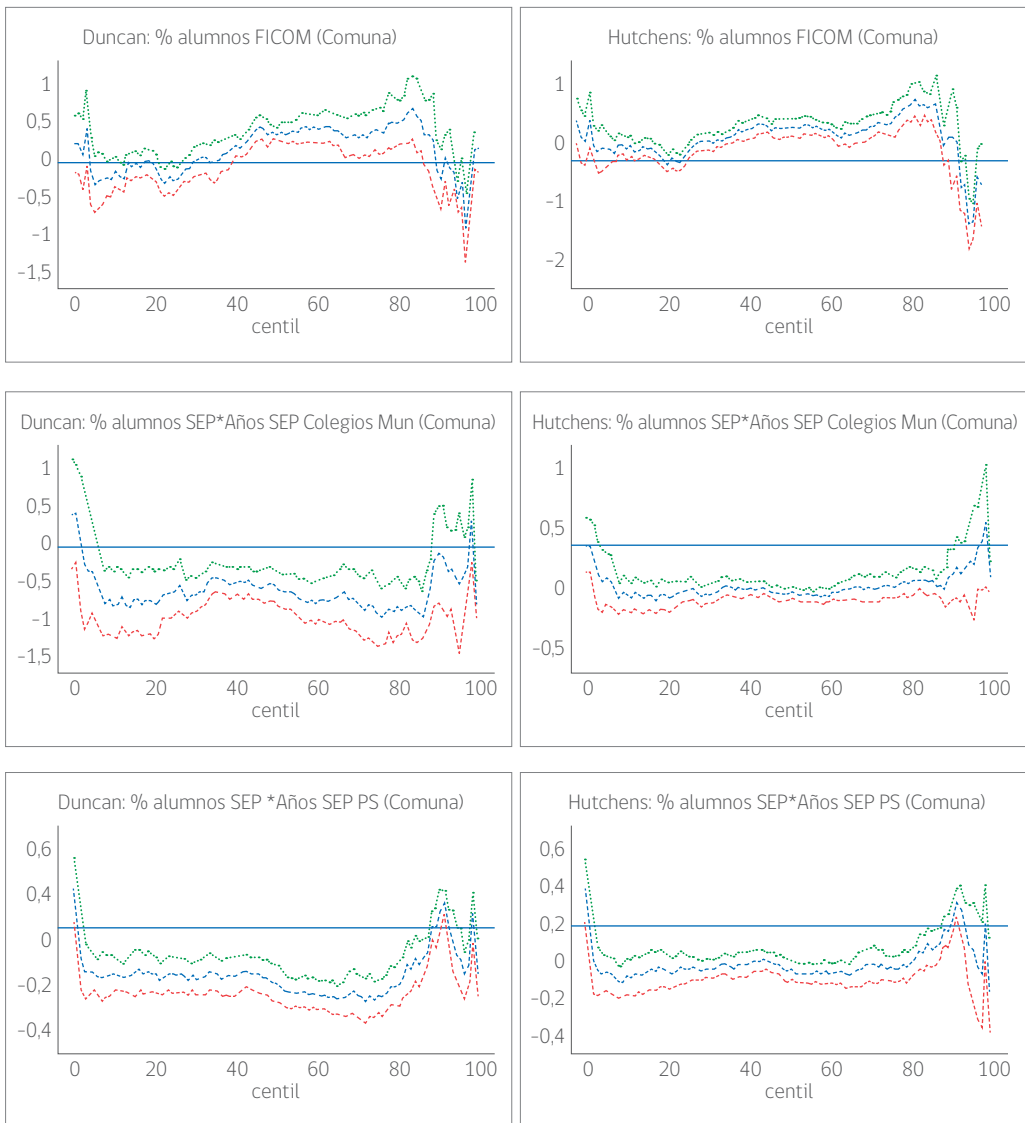 Duncan: % alumnos FICOM (Comuna)
1
0,5
0
−0,5
−1
−1,5
0 20 40 60 80 100
centil
Hutchens: % alumnos FICOM (Comuna)
1
0
−1
−2
0 20 40 60 80 100
centil
Duncan: % alumnos SEP*Años SEP Colegios Mun (Comuna)
1
0,5
0
−0,5
−1
−1,5
0 20 40 60 80 100
centil
Hutchens: % alumnos SEP*Años SEP Colegios Mun (Comuna)
1
0,5
0
−0,5
0 20 40 60 80 100
centil
Duncan: % alumnos SEP *Años SEP PS (Comuna)
0,6
0,4
0
−0,2
−0,4
0 20 40 60 80 100
centil
Hutchens: % alumnos SEP*Años SEP PS (Comuna)
0,6
0,4
0,2
0
−0,2
−0,4
0 20 40 60 80 100
centil